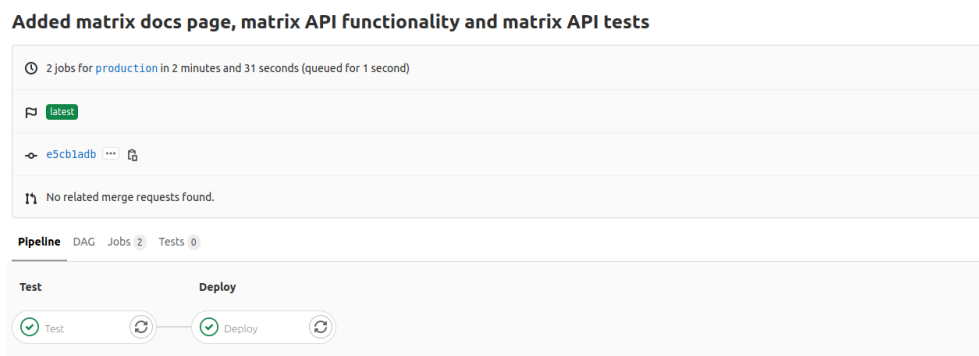 Added matrix docs page, matrix API functionality and matrix API tests
2 jobs for production in 2 minutes and 31 seconds (queued for 1 second)
latest
e5cb1adb ...
No related merge requests found.
Pipeline DAG Jobs 2 Tests 0
Test Deploy
Test Deploy